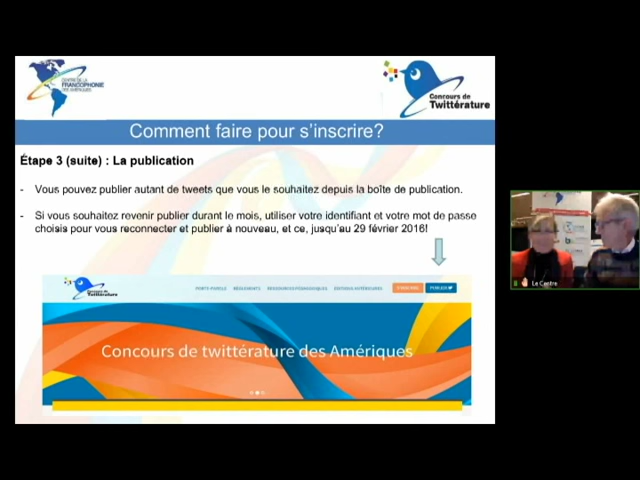 CENTRE DE LA
FRANCOPHONIE
DES AMÉRIQUES
Concours de
Twittérature
Comment faire pour s'inscrire?
Étape 3 (suite) : La publication
- Vous pouvez publier autant de tweets que vous le souhaitez depuis la boîte de publication.
- Si vous souhaitez revenir publier durant le mois, utiliser votre identifiant et votre mot de passe
choisis pour vous reconnecter et publier à nouveau, et ce, jusqu'au 29 février 2016!
Concours de
Twittérature
PORTE-PAROLE RÈGLEMENTS RESSOURCES PÉDAGOGIQUES ÉDITIONS ANTÉRIEURES S'INSCRIRE PUBLIER
Concours de twittérature des Amériques
Le Centre